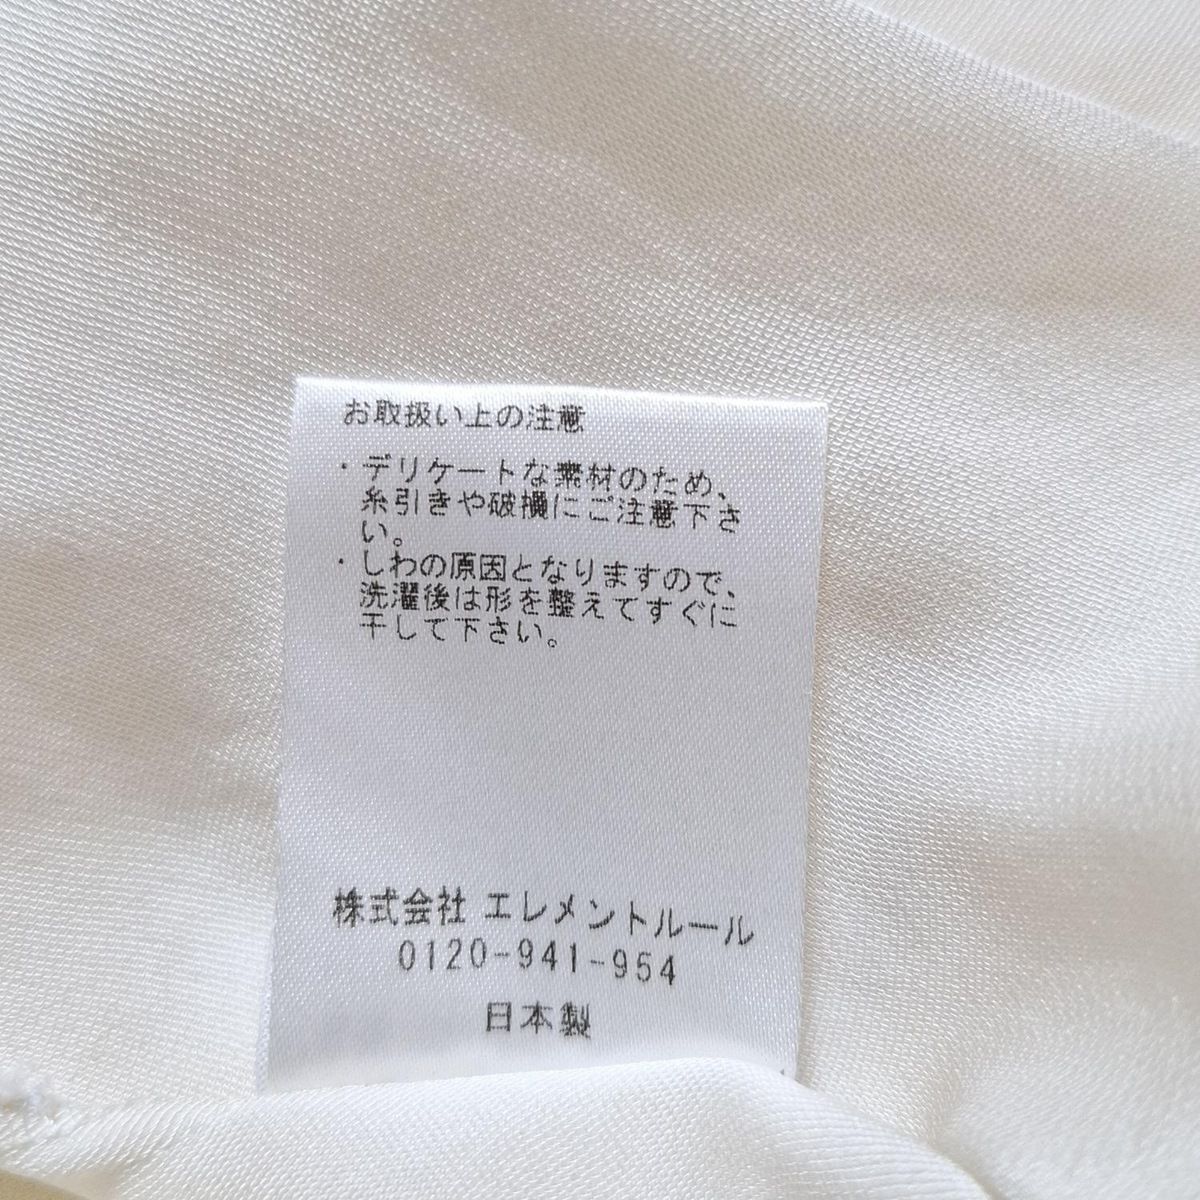 お取扱い上の注意
・デリケートな素材のため、
糸引きや破損にご注意下さ
い。
・しわの原因となりますので、
洗濯後は形を整えてすぐに
干して下さい。
株式会社 エレメントルール
0120-941-954
日本製